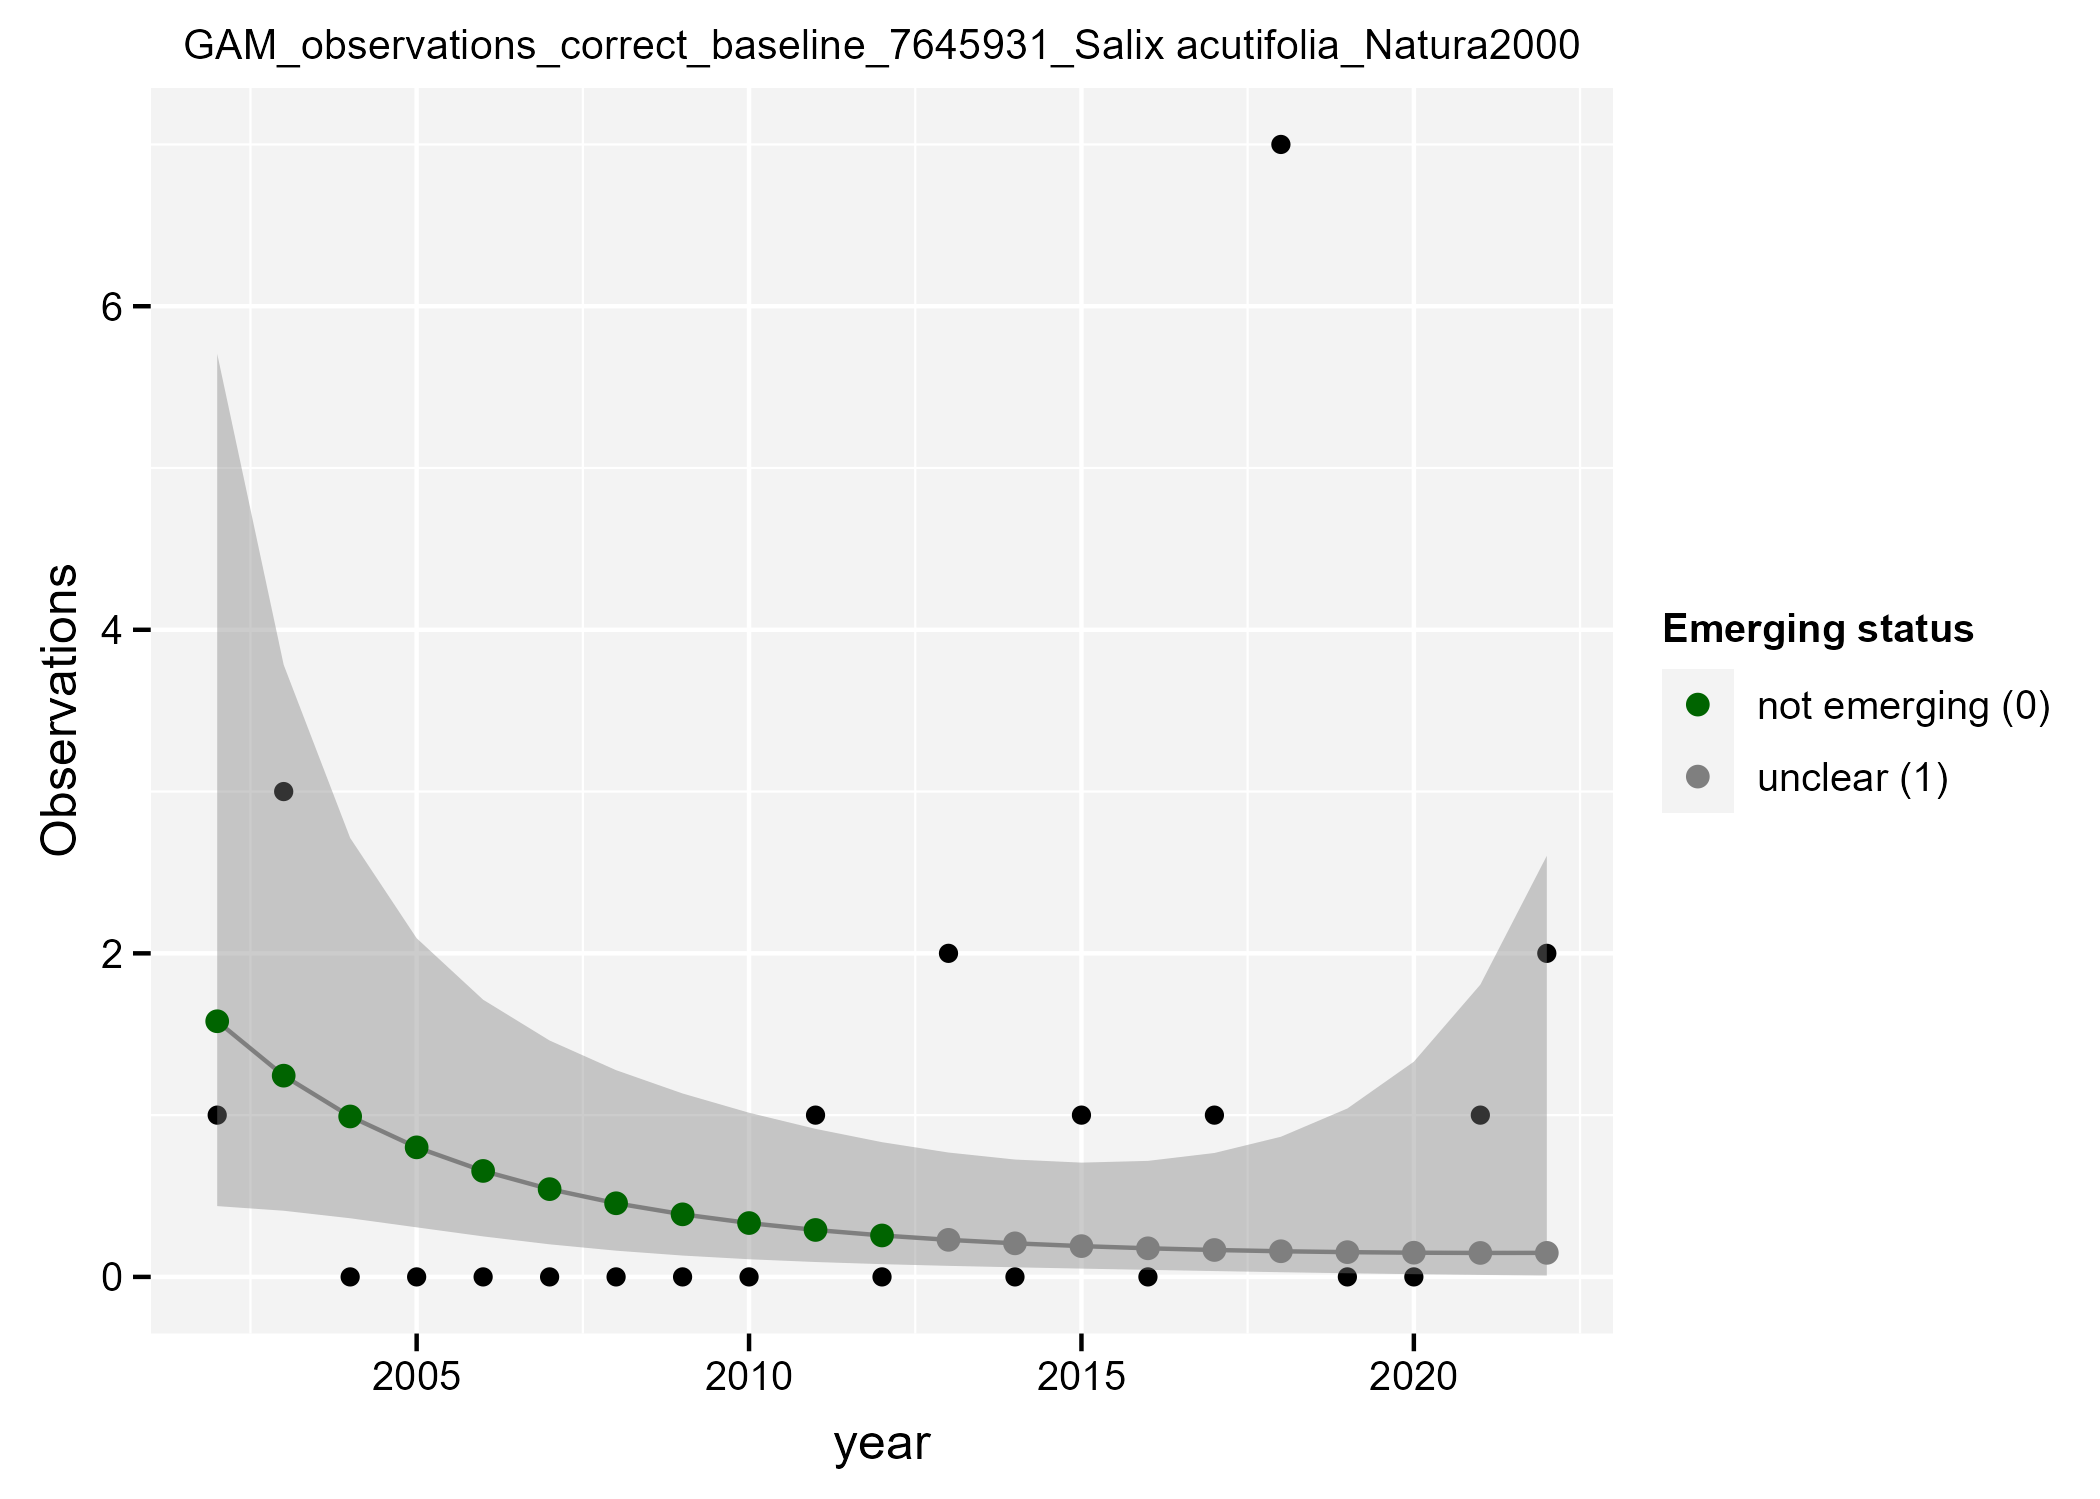 GAM_observations_correct_baseline_7645931_Salix acutifolia_Natura2000
Observations
6
4
2
0
2005
2010
2015
2020
year
Emerging status
not emerging (0)
unclear (1)